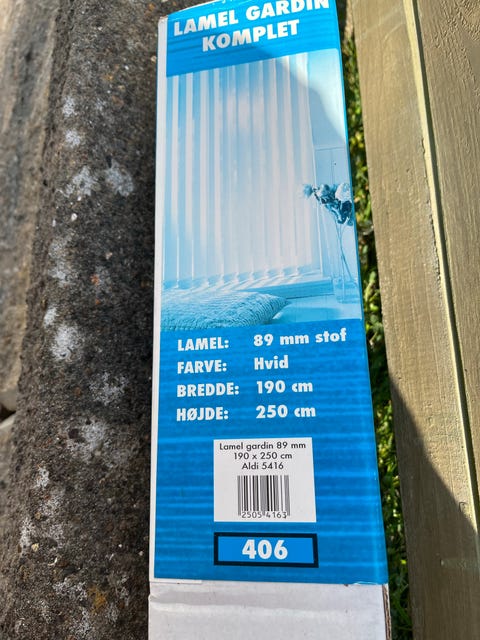 LAMEL GARDIN
KOMPLET
LAMEL: 89 mm stof
FARVE: Hvid
BREDDE: 190 cm
HØJDE: 250 cm
Lamel gardin 89 mm
190 x 250 cm
Aldi 5416
2505 4163
406